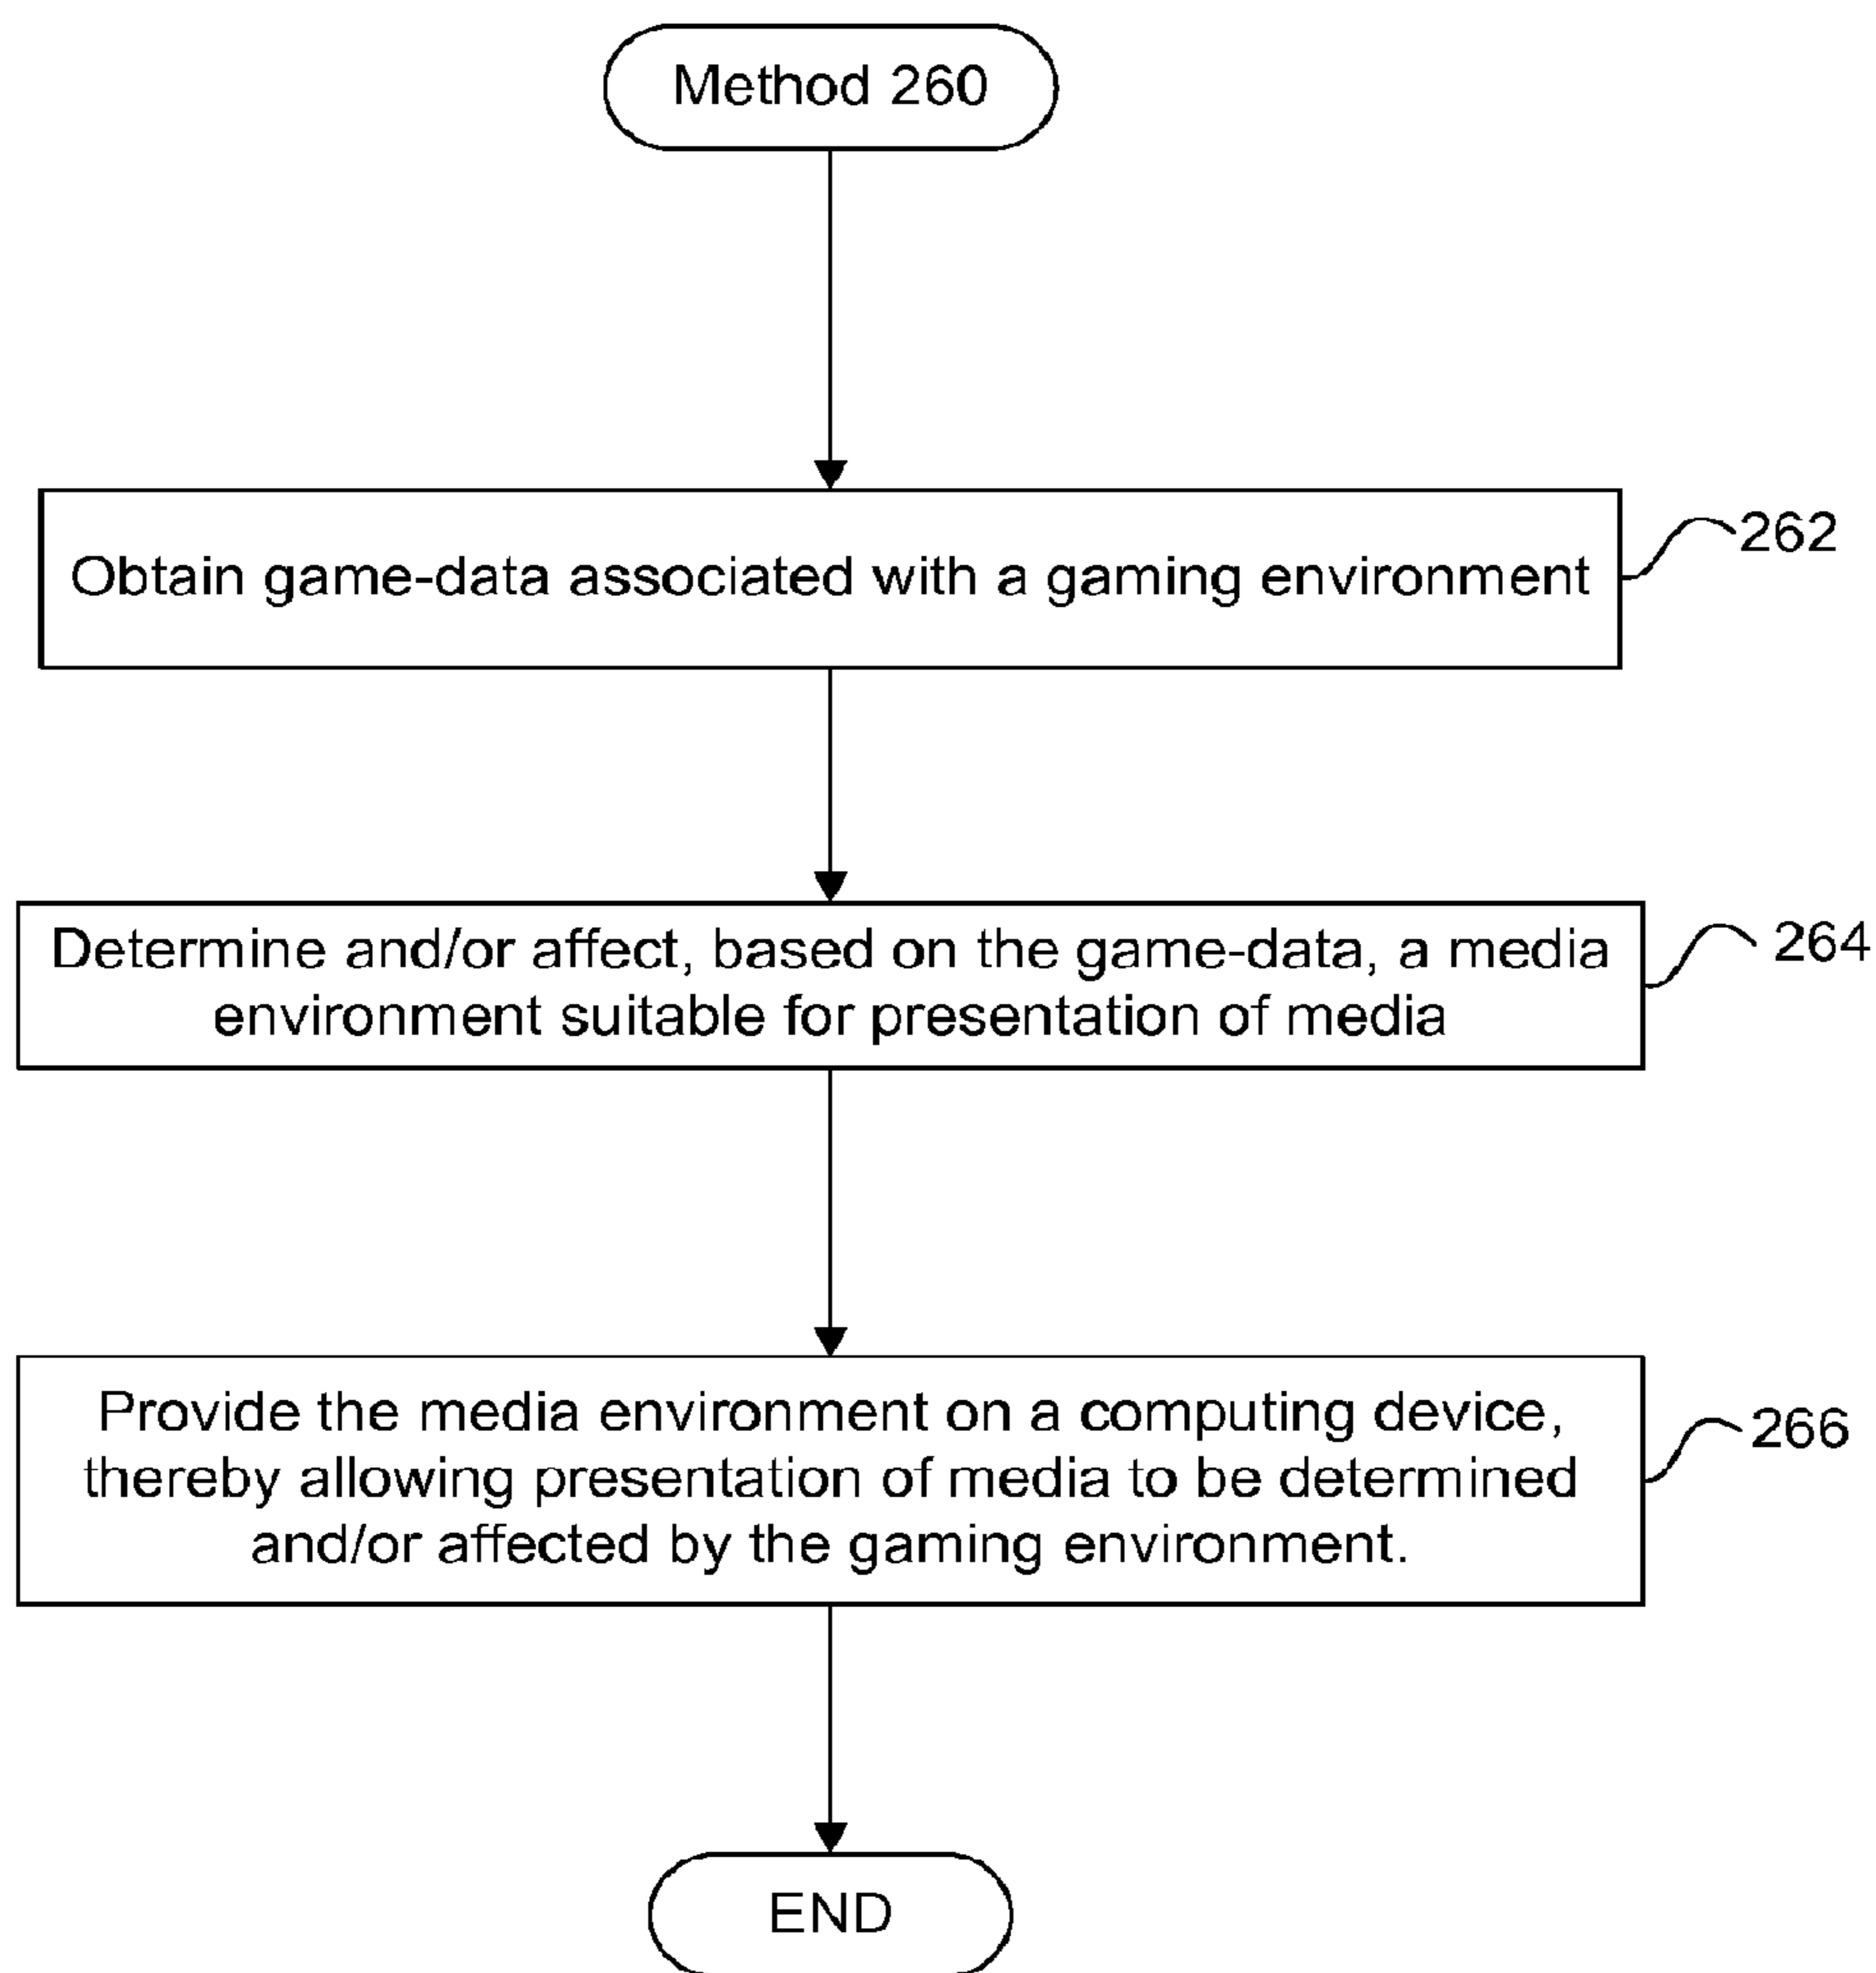 Method 260
Obtain game-data associated with a gaming environment
262
Determine and/or affect, based on the game-data, a media
environment suitable for presentation of media
264
Provide the media environment on a computing device,
thereby allowing presentation of media to be determined
and/or affected by the gaming environment.
266
END